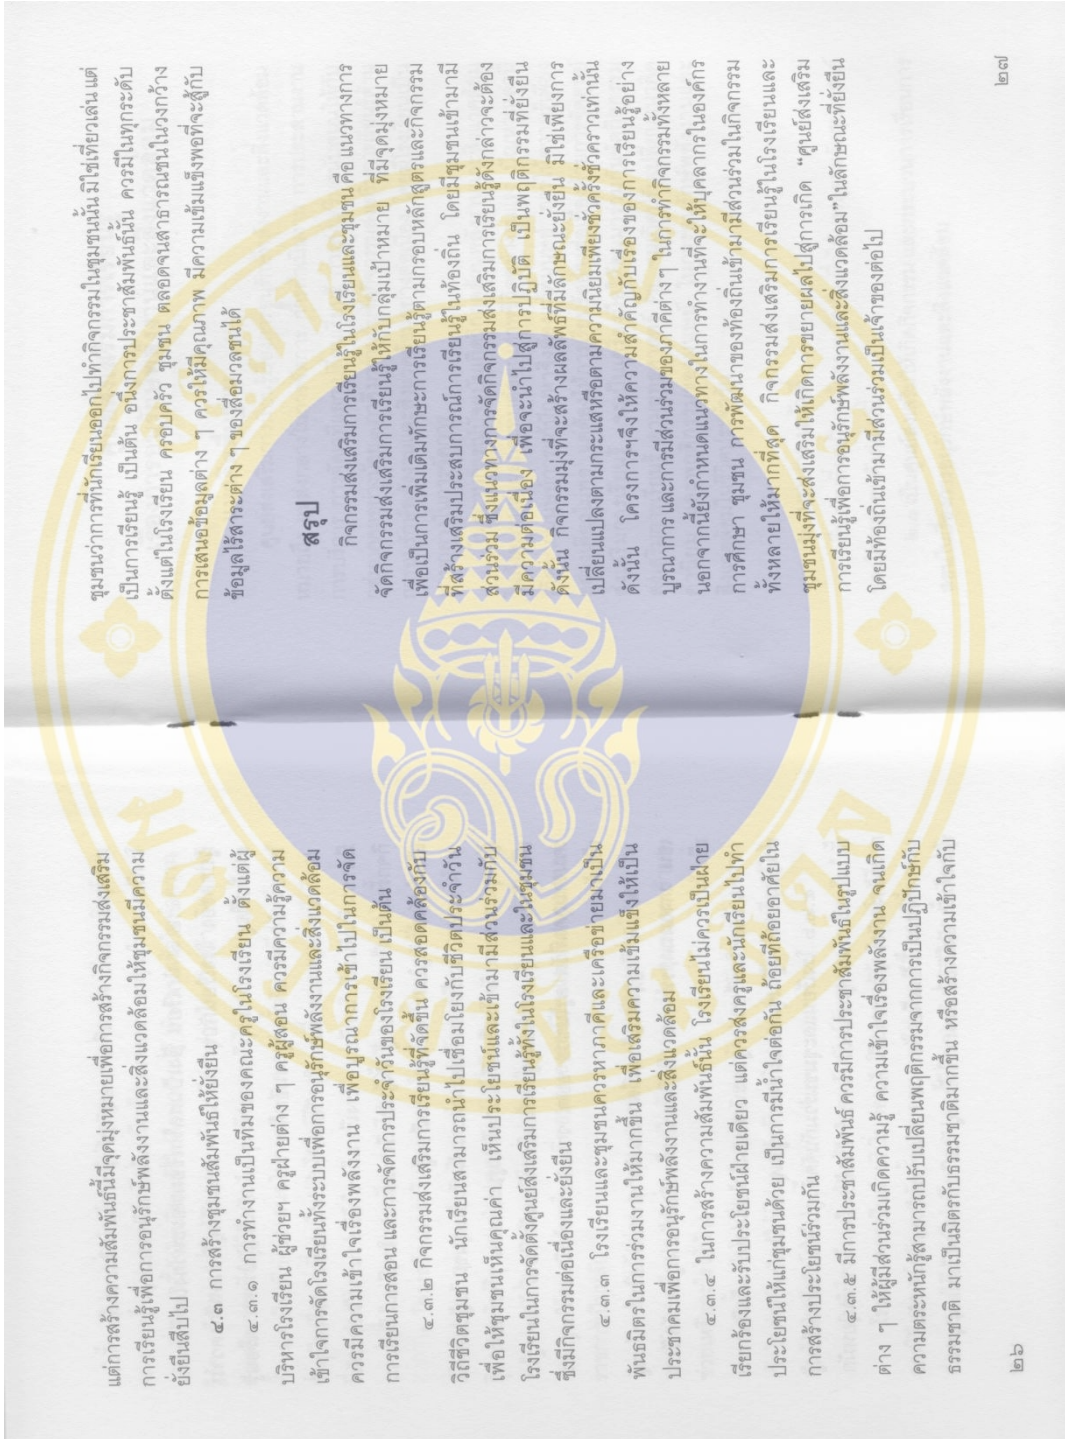 แต่การสร้างความสัมพันธ์นี้มีจุดมุ่งหมายเพื่อการสร้างกิจกรรมส่งเสริม
การเรียนรู้เพื่อการอนุรักษ์พลังงานและสิ่งแวดล้อมให้ชุมชนมีความ
ยั่งยืนสืบไป
๔.๓ การสร้างชุมชนสัมพันธ์ให้ยั่งยืน
๔.๓.๑ การทำงานเป็นทีมของคณะครูในโรงเรียน ตั้งแต่ผู้
บริหารโรงเรียน ผู้ช่วยฯ ครูฝ่ายต่าง ๆ ครูผู้สอน ควรมีความรู้ความ
เข้าใจการจัดโรงเรียนทั้งระบบเพื่อการอนุรักษ์พลังงานและสิ่งแวดล้อม
ควรมีความเข้าใจเรื่องพลังงาน เพื่อบูรณาการเข้าไปในการจัด
การเรียนการสอน และการจัดการประจำวันของโรงเรียน เป็นต้น
๔.๓.๒ กิจกรรมส่งเสริมการเรียนรู้ที่จัดขึ้น ควรสอดคล้องกับ
วิถีชีวิตชุมชน นักเรียนสามารถนำไปเชื่อมโยงกับชีวิตประจำวัน
เพื่อให้ชุมชนเห็นคุณค่า เห็นประโยชน์และเข้ามามีส่วนร่วมกับ
โรงเรียนในการจัดตั้งศูนย์ส่งเสริมการเรียนรู้ทั้งในโรงเรียนและในชุมชน
ซึ่งมีกิจกรรมต่อเนื่องและยั่งยืน
๔.๓.๓ โรงเรียนและชุมชนควรหาภาคีและเครือข่ายมาเป็น
พันธมิตรในการร่วมงานให้มากขึ้น เพื่อเสริมความเข้มแข็งให้เป็น
ประชาคมเพื่อการอนุรักษ์พลังงานและสิ่งแวดล้อม
๔.๓.๔ ในการสร้างความสัมพันธ์นั้น โรงเรียนไม่ควรเป็นฝ่าย
เรียกร้องและรับประโยชน์ฝ่ายเดียว แต่ควรส่งครูและนักเรียนไปทำ
ประโยชน์ให้แก่ชุมชนด้วย เป็นการมีน้ำใจต่อกัน ถ้อยทีถ้อยอาศัยใน
การสร้างประโยชน์ร่วมกัน
๔.๓.๕ มีการประชาสัมพันธ์ ควรมีการประชาสัมพันธ์ในรูปแบบ
ต่าง ๆ ให้ผู้มีส่วนร่วมเกิดความรู้ ความเข้าใจเรื่องพลังงาน จนเกิด
ความตระหนักรู้สามารถปรับเปลี่ยนพฤติกรรมจากการเป็นปฏิปักษ์กับ
ธรรมชาติ มาเป็นมิตรกับธรรมชาติมากขึ้น หรือสร้างความเข้าใจกับ
๒๖
ชุมชนว่าการที่นักเรียนออกไปทำกิจกรรมในชุมชนนั้นมิใช่เที่ยวเล่นแต่
เป็นการเรียนรู้ เป็นต้น อนึ่งการประชาสัมพันธ์นั้น ควรมีในทุกระดับ
ตั้งแต่ในโรงเรียน ครอบครัว ชุมชน ตลอดจนสาธารณชนในวงกว้าง
การเสนอข้อมูลต่าง ๆ ควรให้มีคุณภาพ มีความเข้มแข็งพอที่จะสู้กับ
ข้อมูลไร้สาระต่าง ๆ ของสื่อมวลชนได้
สรุป
กิจกรรมส่งเสริมการเรียนรู้ในโรงเรียนและชุมชน คือ แนวทางการ
จัดกิจกรรมส่งเสริมการเรียนรู้ให้กับกลุ่มเป้าหมาย ที่มีจุดมุ่งหมาย
เพื่อเป็นการเพิ่มเติมทักษะการเรียนรู้ตามกรอบหลักสูตรและกิจกรรม
ที่สร้างเสริมประสบการณ์การเรียนรู้ในท้องถิ่น โดยมีชุมชนเข้ามามี
ส่วนร่วม ซึ่งแนวทางการจัดกิจกรรมส่งเสริมการเรียนรู้ดังกล่าวจะต้อง
มีความต่อเนื่อง เพื่อจะนำไปสู่การปฏิบัติ เป็นพฤติกรรมที่ยั่งยืน
ดังนั้น กิจกรรมมุ่งที่จะสร้างผลลัพธ์ที่มีลักษณะยั่งยืน มิใช่เพียงการ
เปลี่ยนแปลงตามกระแสหรือตามความนิยมเพียงชั่วครั้งชั่วคราวเท่านั้น
ดังนั้น โครงการฯจึงให้ความสำคัญกับเรื่องของการเรียนรู้อย่าง
บูรณาการ และการมีส่วนร่วมของภาคีต่าง ๆ ในการทำกิจกรรมทั้งหลาย
นอกจากนี้ยังกำหนดแนวทางในการทำงานที่จะให้บุคลากรในองค์กร
การศึกษา ชุมชน การพัฒนาของท้องถิ่นเข้ามามีส่วนร่วมในกิจกรรม
ทั้งหลายให้มากที่สุด กิจกรรมส่งเสริมการเรียนรู้ในโรงเรียนและ
ชุมชนมุ่งที่จะส่งเสริมให้เกิดการขยายผลไปสู่การเกิด “ศูนย์ส่งเสริม
การเรียนรู้เพื่อการอนุรักษ์พลังงานและสิ่งแวดล้อม”ในลักษณะที่ยั่งยืน
โดยมีท้องถิ่นเข้ามามีส่วนร่วมเป็นเจ้าของต่อไป
๒๗